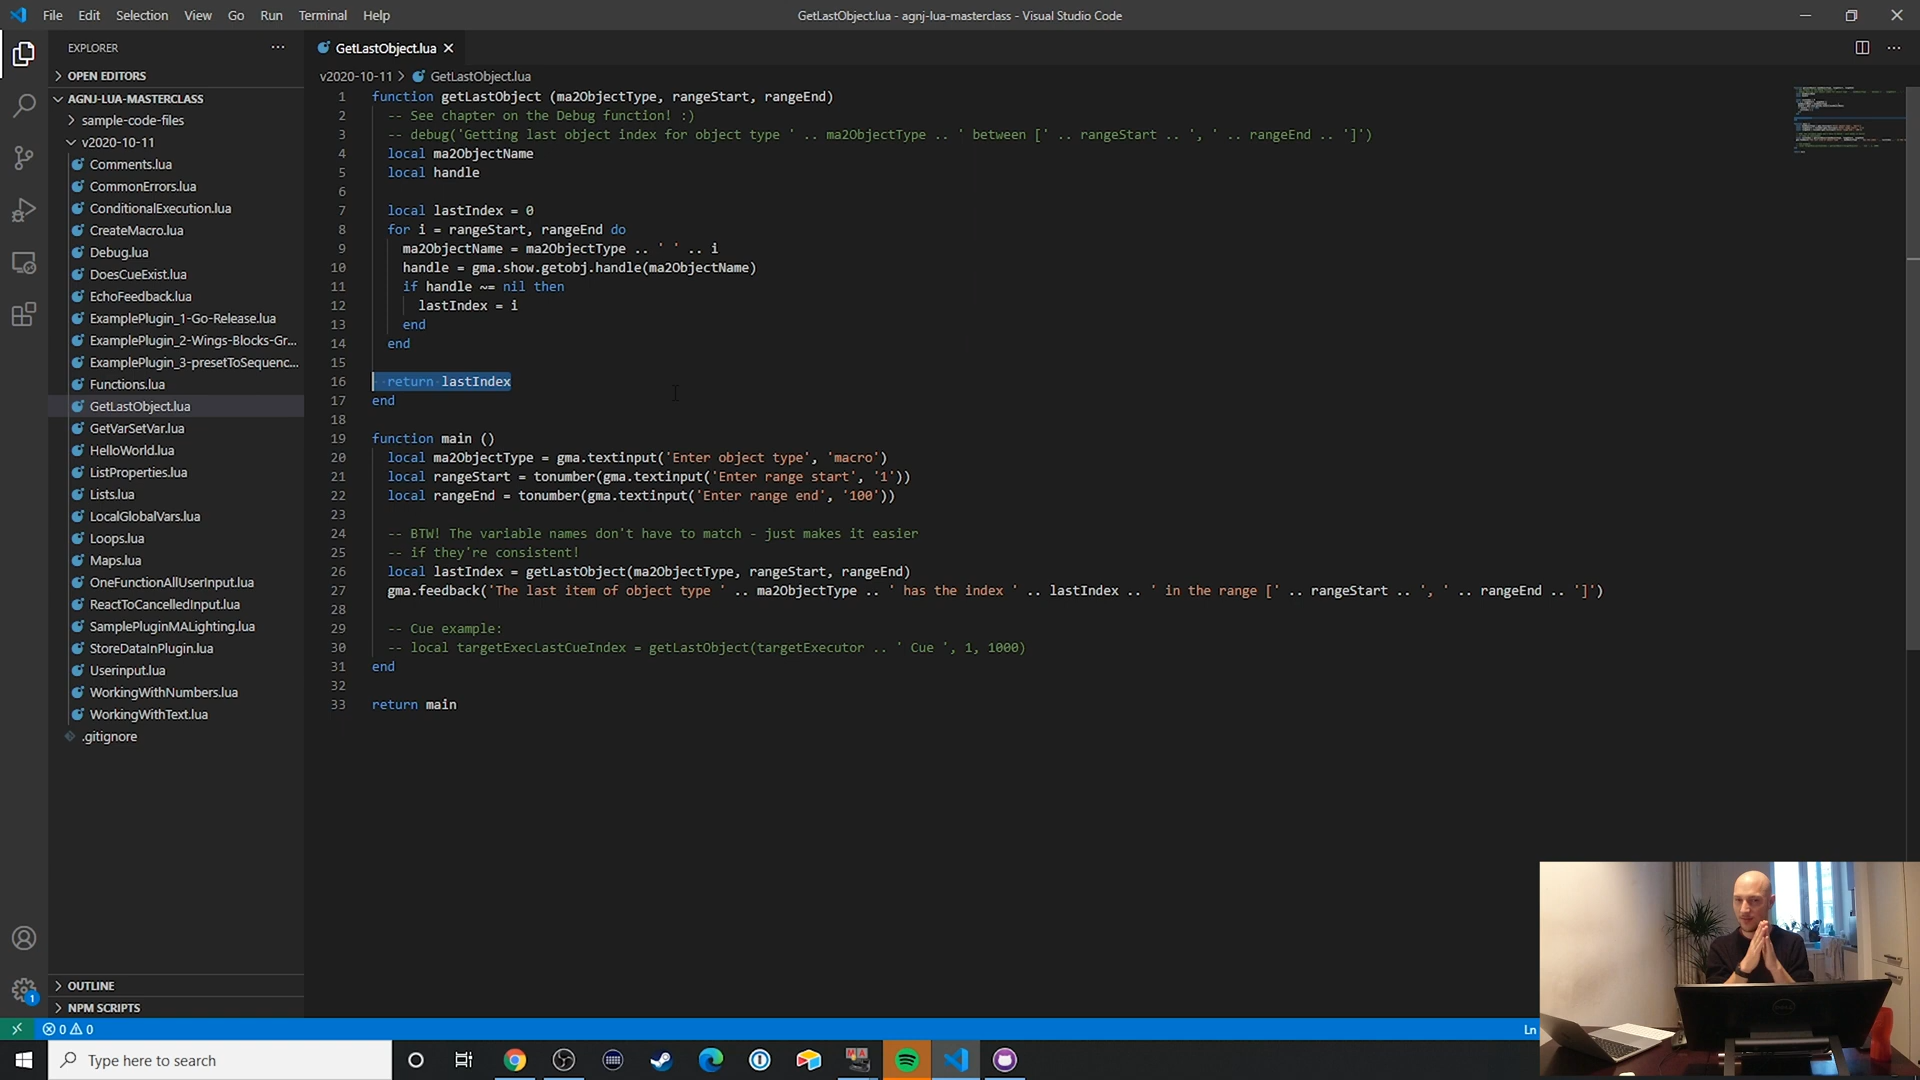 File Edit Selection View Go Run Terminal Help
GetLastObject.lua - agnj-lua-masterclass - Visual Studio Code
EXPLORER
OPEN EDITORS
AGNJ-LUA-MASTERCLASS
sample-code-files
v2020-10-11
Comments.lua
CommonErrors.lua
ConditionalExecution.lua
CreateMacro.lua
Debug.lua
DoesCueExist.lua
EchoFeedback.lua
ExamplePlugin_1-Go-Release.lua
ExamplePlugin_2-Wings-Blocks-Gr...
ExamplePlugin_3-presetToSequenc...
Functions.lua
GetLastObject.lua
GetVarSetVar.lua
HelloWorld.lua
ListProperties.lua
Lists.lua
LocalGlobalVars.lua
Loops.lua
Maps.lua
OneFunctionAllUserInput.lua
ReactToCancelledInput.lua
SamplePluginMALighting.lua
StoreDataInPlugin.lua
Userinput.lua
WorkingWithNumbers.lua
WorkingWithText.lua
.gitignore
OUTLINE
NPM SCRIPTS
GetLastObject.lua
v2020-10-11 > GetLastObject.lua
1 function getLastObject (ma2ObjectType, rangeStart, rangeEnd)
2 -- See chapter on the Debug function! :)
3 -- debug('Getting last object index for object type ' .. ma2ObjectType .. ' between [' .. rangeStart .. ', ' .. rangeEnd .. ']')
4 local ma2ObjectName
5 local handle
6
7 local lastIndex = 0
8 for i = rangeStart, rangeEnd do
9 ma2ObjectName = ma2ObjectType .. ' ' .. i
10 handle = gma.show.getobj.handle(ma2ObjectName)
11 if handle ~= nil then
12 lastIndex = i
13 end
14 end
15
16 return lastIndex
17 end
18
19 function main ()
20 local ma2ObjectType = gma.textinput('Enter object type', 'macro')
21 local rangeStart = tonumber(gma.textinput('Enter range start', '1'))
22 local rangeEnd = tonumber(gma.textinput('Enter range end', '100'))
23
24 -- BTW! The variable names don't have to match - just makes it easier
25 -- if they're consistent!
26 local lastIndex = getLastObject(ma2ObjectType, rangeStart, rangeEnd)
27 gma.feedback('The last item of object type ' .. ma2ObjectType .. ' has the index ' .. lastIndex .. ' in the range [' .. rangeStart .. ', ' .. rangeEnd .. ']')
28
29 -- Cue example:
30 -- local targetExecLastCueIndex = getLastObject(targetExecutor .. ' Cue ', 1, 1000)
31 end
32
33 return main
1
0 0
Ln
Type here to search